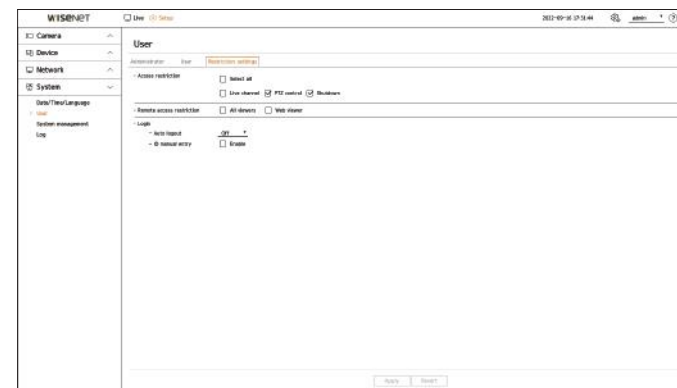 WISENET
Live Setup
2022-09-16 17:31:44 admin
Camera
Device
Network
System
Date/Time/Language
User
System management
Log
User
Administrator User Restriction settings
- Access restriction
Select all
Live channel PTZ control Shutdown
- Remote access restriction All viewers Web viewer
- Login
- Auto logout Off
- ID manual entry Enable
Apply Revert